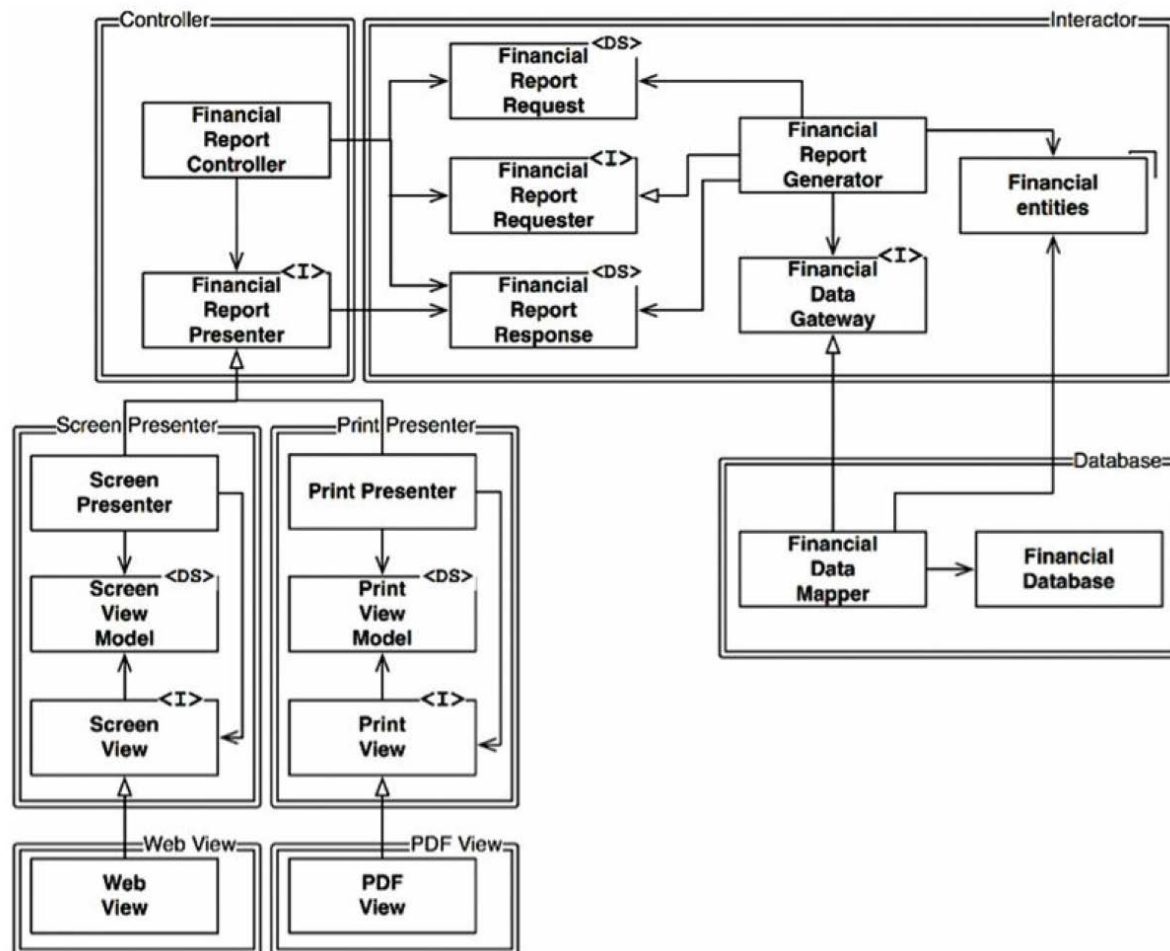 Controller
Interactor
<DS>
Financial
Report
Request
Financial
Report
Controller
Financial
Report
Generator
<I>
Financial
Report
Requester
Financial
entities
<I>
Financial
Report
Presenter
<DS>
Financial
Report
Response
<I>
Financial
Data
Gateway
Screen Presenter
Print Presenter
Database
Screen
Presenter
Print Presenter
Financial
Data
Mapper
Financial
Database
<DS>
Screen
View
Model
<DS>
Print
View
Model
<I>
Screen
View
<I>
Print
View
Web View
PDF View
Web
View
PDF
View